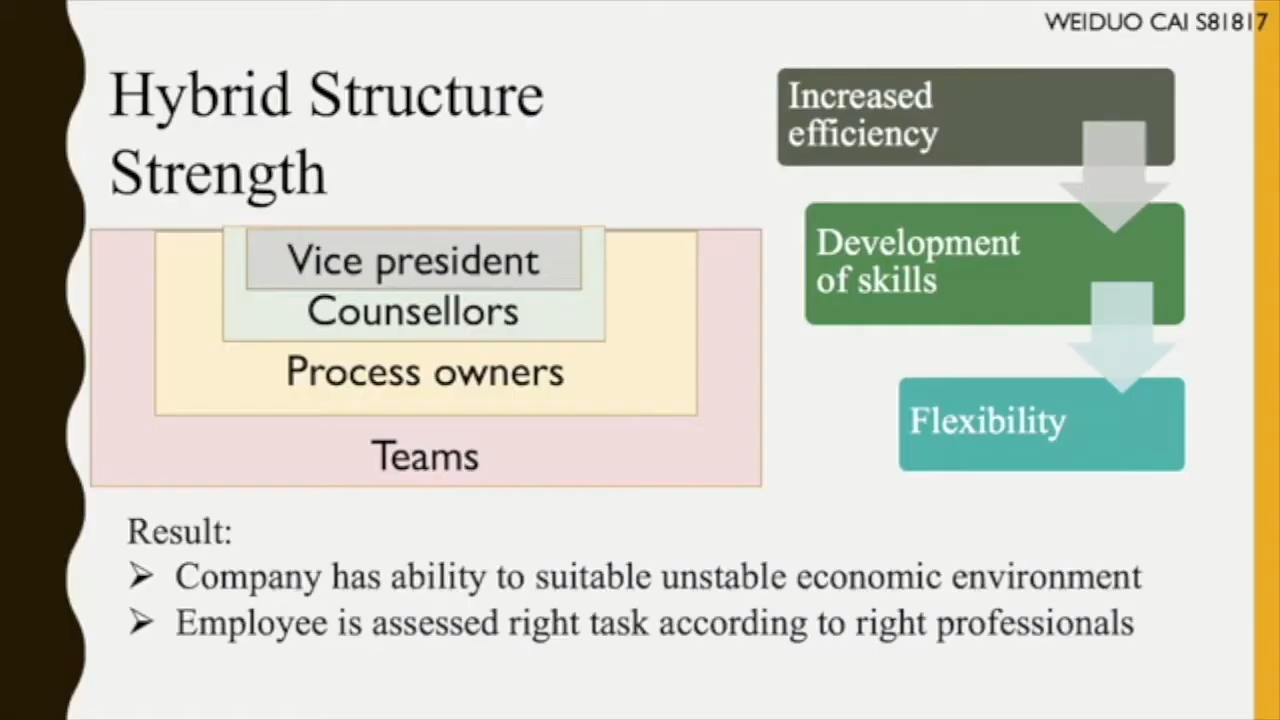 WEIDUO CAI S81817
Hybrid Structure
Strength
Vice president
Counsellors
Process owners
Teams
Increased
efficiency
Development
of skills
Flexibility
Result:
➢ Company has ability to suitable unstable economic environment
➢ Employee is assessed right task according to right professionals